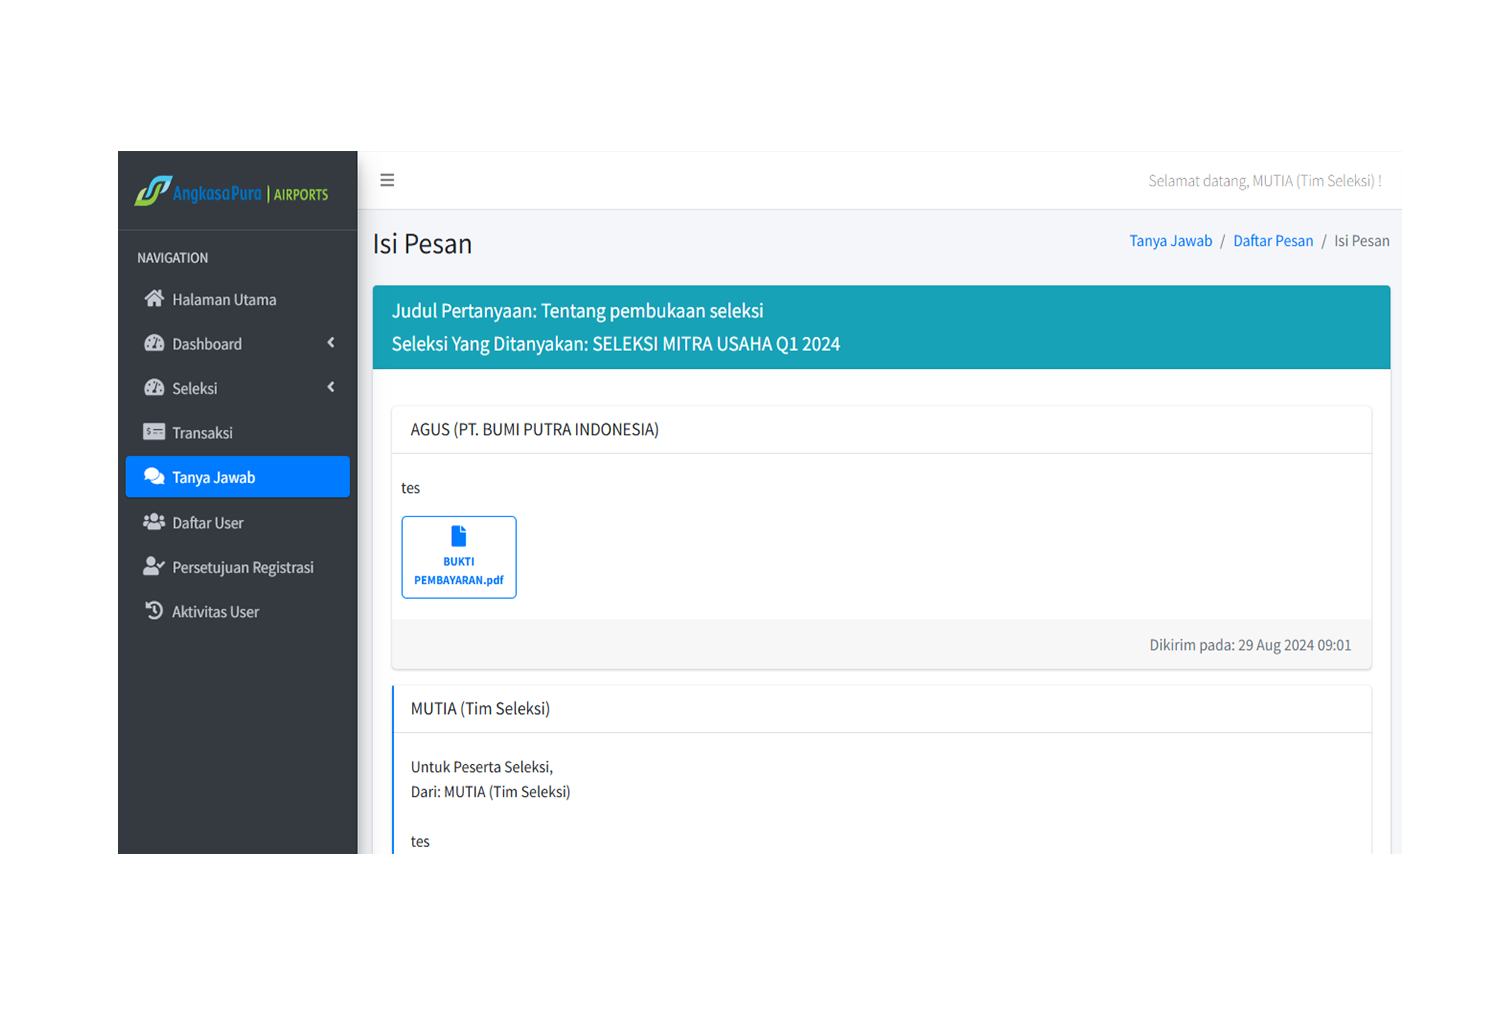 AngkasaPura | AIRPORTS
Selamat datang, MUTIA (Tim Seleksi) !
NAVIGATION
Halaman Utama
Dashboard
Seleksi
Transaksi
Tanya Jawab
Daftar User
Persetujuan Registrasi
Aktivitas User
Isi Pesan
Tanya Jawab / Daftar Pesan / Isi Pesan
Judul Pertanyaan: Tentang pembukaan seleksi
Seleksi Yang Ditanyakan: SELEKSI MITRA USAHA Q1 2024
AGUS (PT. BUMI PUTRA INDONESIA)
tes
BUKTI
PEMBAYARAN.pdf
Dikirim pada: 29 Aug 2024 09:01
MUTIA (Tim Seleksi)
Untuk Peserta Seleksi,
Dari: MUTIA (Tim Seleksi)
tes